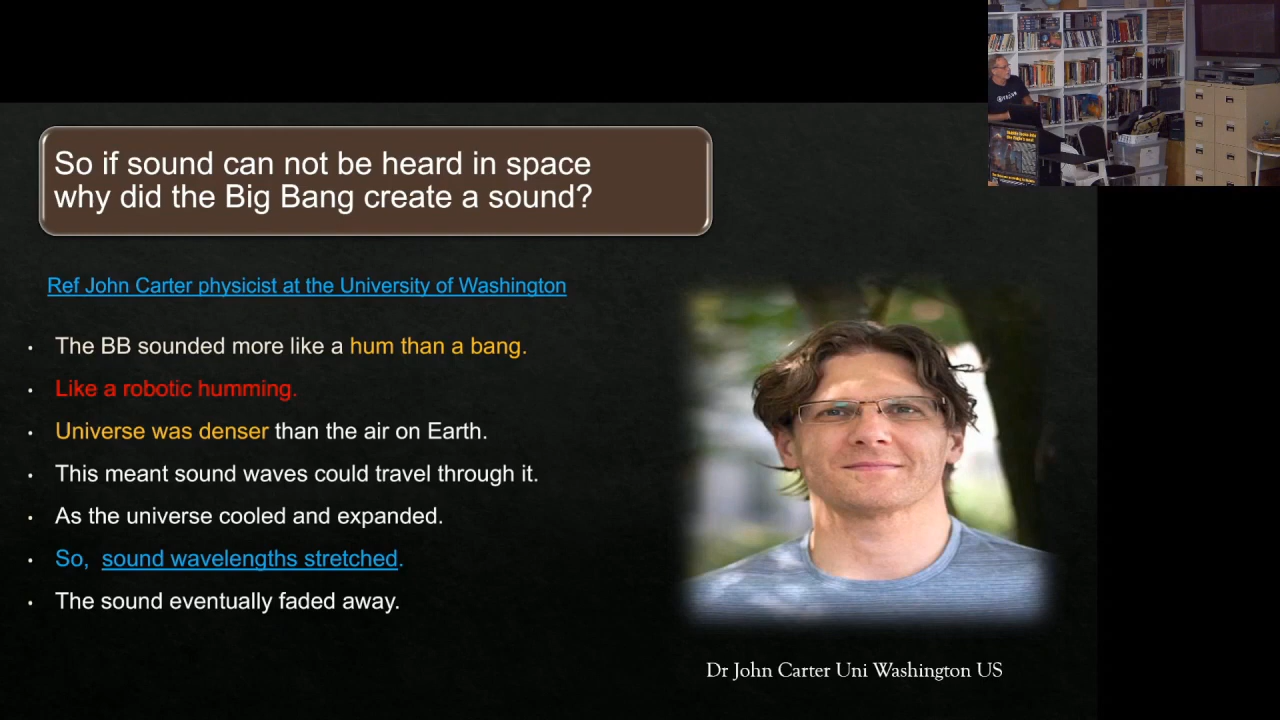 So if sound can not be heard in space
why did the Big Bang create a sound?
Ref John Carter physicist at the University of Washington
• The BB sounded more like a hum than a bang.
• Like a robotic humming.
• Universe was denser than the air on Earth.
• This meant sound waves could travel through it.
• As the universe cooled and expanded.
• So, sound wavelengths stretched.
• The sound eventually faded away.
Dr John Carter Uni Washington US